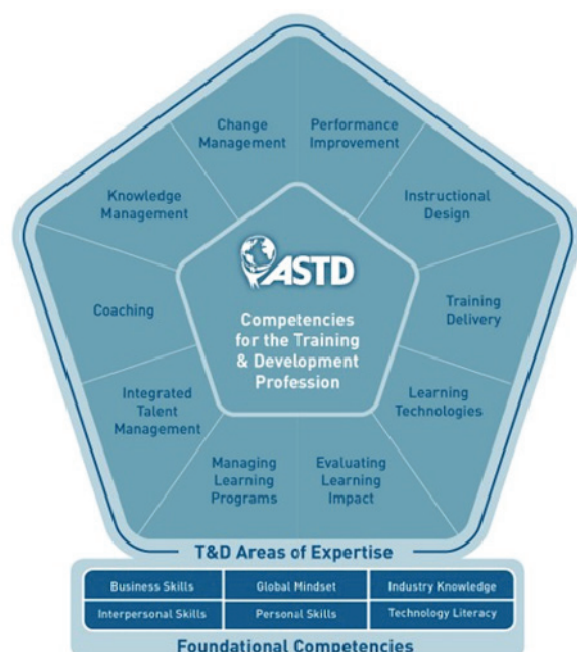 Change
Management
Performance
Improvement
Knowledge
Management
Instructional
Design
ASTD
Competencies
for the Training
& Development
Profession
Coaching
Training
Delivery
Integrated
Talent
Management
Learning
Technologies
Managing
Learning
Programs
Evaluating
Learning
Impact
T&D Areas of Expertise
Business Skills
Global Mindset
Industry Knowledge
Interpersonal Skills
Personal Skills
Technology Literacy
Foundational Competencies